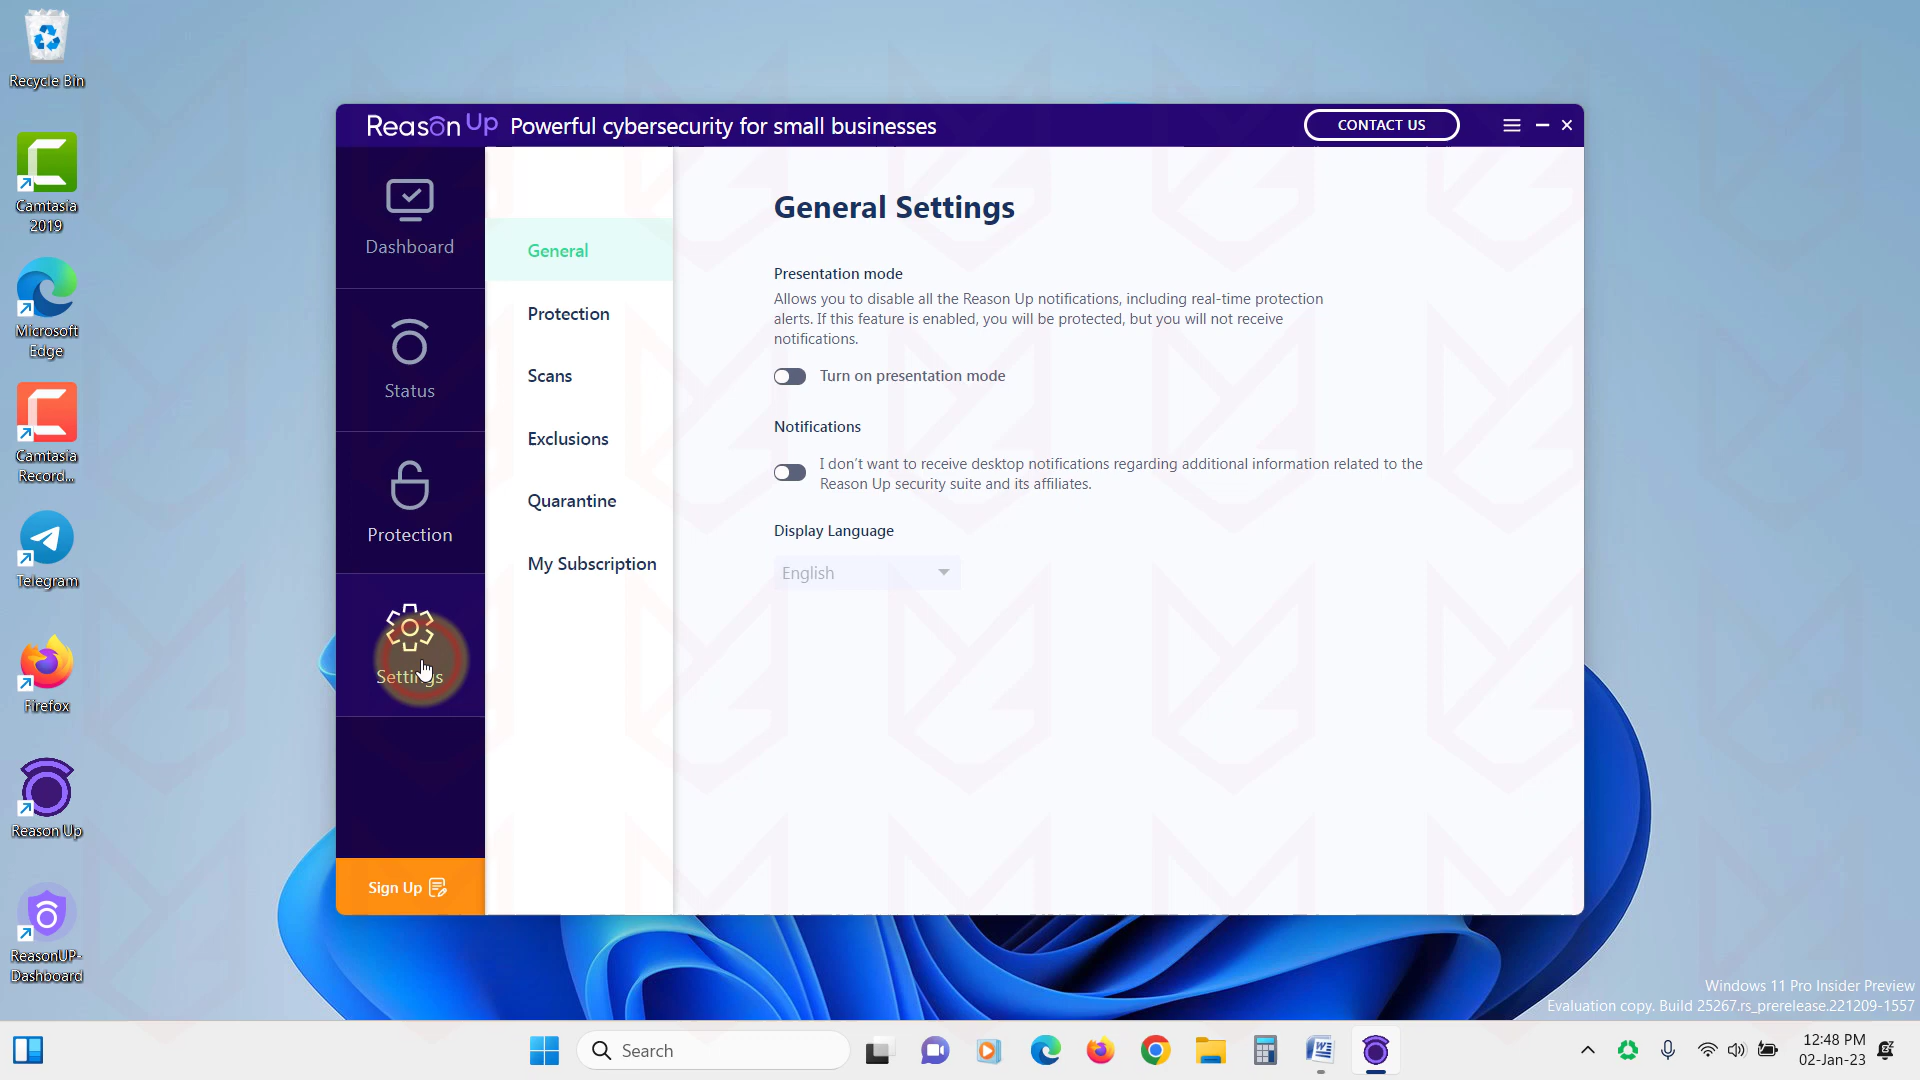 Recycle Bin
Camtasia
2019
Microsoft
Edge
Camtasia
Record...
Telegram
Firefox
Reason Up
ReasonUP-
Dashboard
Reason Up Powerful cybersecurity for small businesses
CONTACT US
Dashboard
Status
Protection
Settings
Sign Up
General
Protection
Scans
Exclusions
Quarantine
My Subscription
General Settings
Presentation mode
Allows you to disable all the Reason Up notifications, including real-time protection
alerts. If this feature is enabled, you will be protected, but you will not receive
notifications.
Turn on presentation mode
Notifications
I don't want to receive desktop notifications regarding additional information related to the
Reason Up security suite and its affiliates.
Display Language
English
Windows 11 Pro Insider Preview
Evaluation copy. Build 25267.rs_prerelease.221209-1557
Search
12:48 PM
02-Jan-23